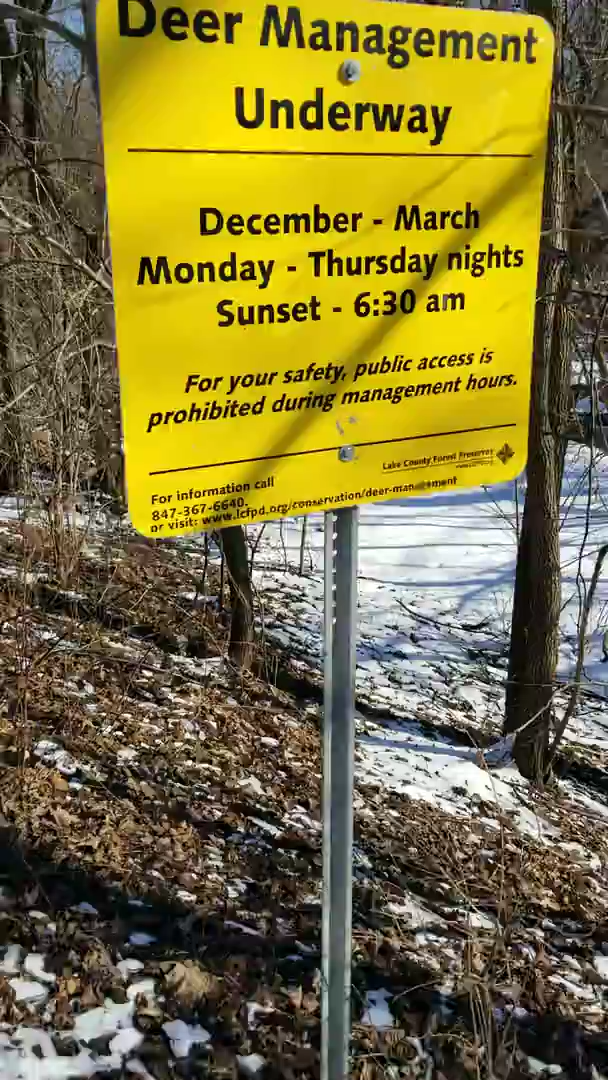 Deer Management
Underway
December - March
Monday - Thursday nights
Sunset - 6:30 am
For your safety, public access is
prohibited during management hours.
Lake County Forest Preserves
For information call
847-367-6640.
or visit: www.lcfpd.org/conservation/deer-management